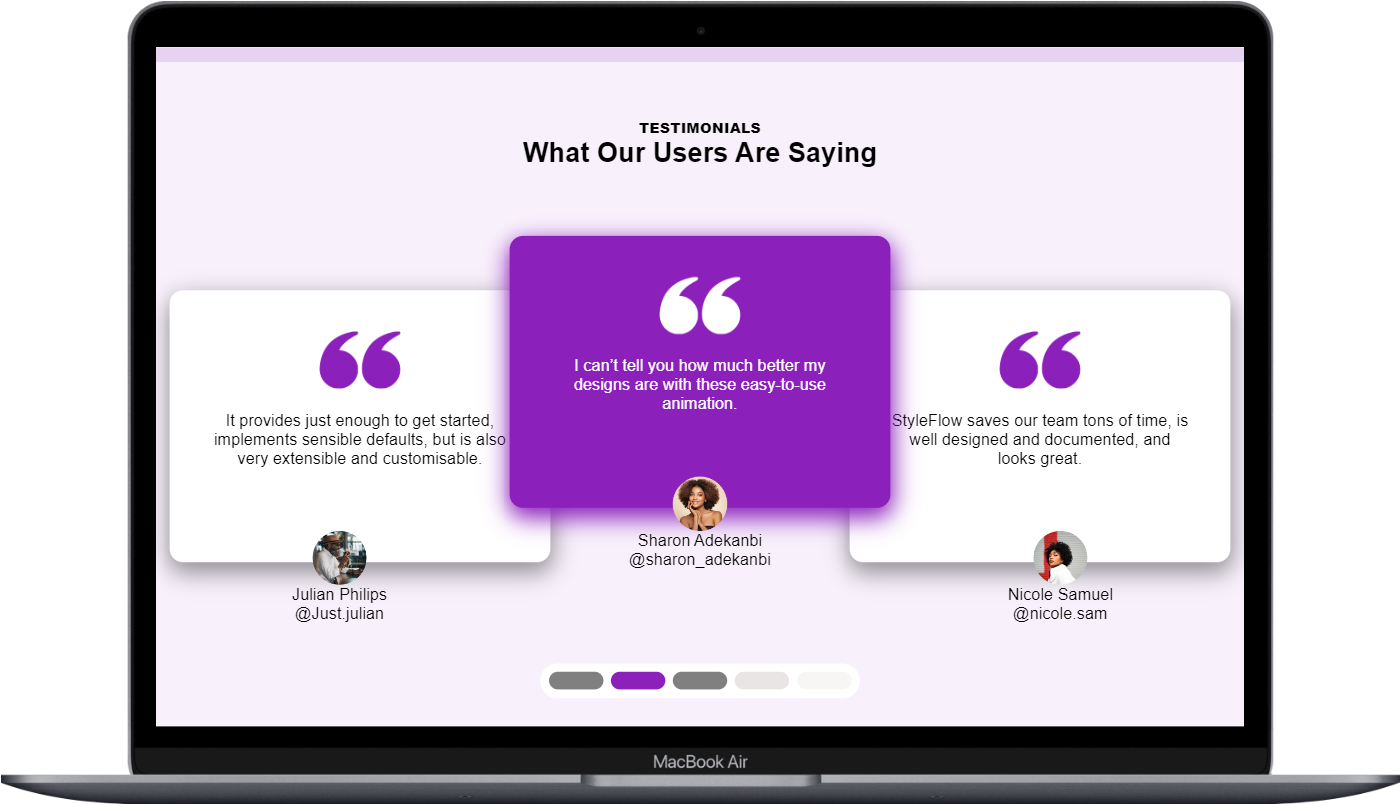 TESTIMONIALS
What Our Users Are Saying
It provides just enough to get started,
implements sensible defaults, but is also
very extensible and customisable.
Julian Philips
@Just.julian
I can’t tell you how much better my
designs are with these easy-to-use
animation.
Sharon Adekanbi
@sharon_adekanbi
StyleFlow saves our team tons of time, is
well designed and documented, and
looks great.
Nicole Samuel
@nicole.sam
MacBook Air